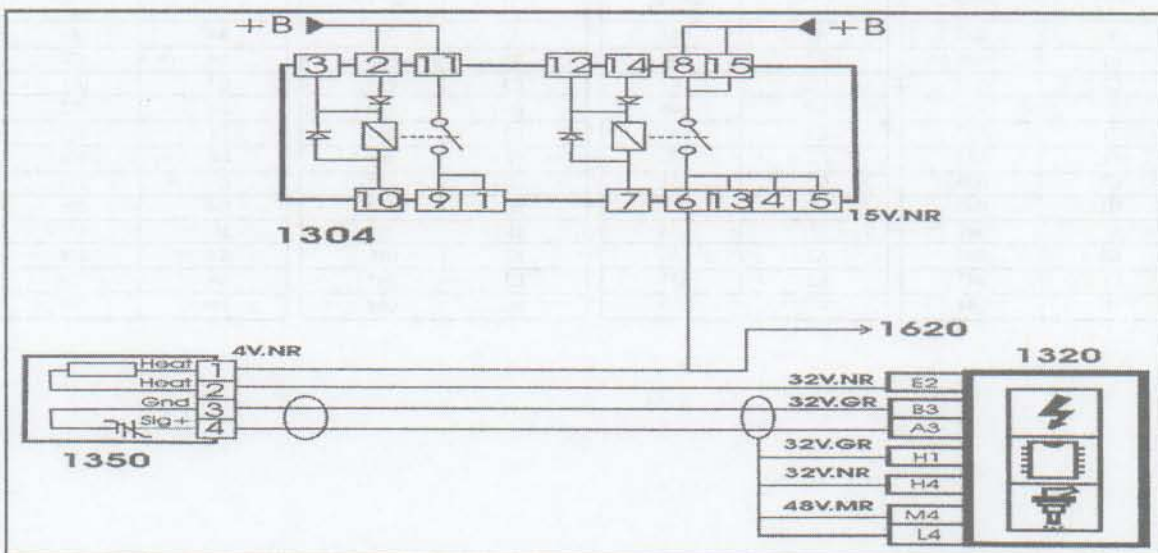 +B +B
3 2 11 12 14 8 15
10 9 1 7 6 13 4 5
15V.NR
1304
1620
4V.NR
1320
Heat 1
Heat 2
32V.NR E2
Gnd 3
32V.GR B3
Sig+ 4
A3
1350
32V.GR H1
32V.NR H4
48V.MR M4
L4